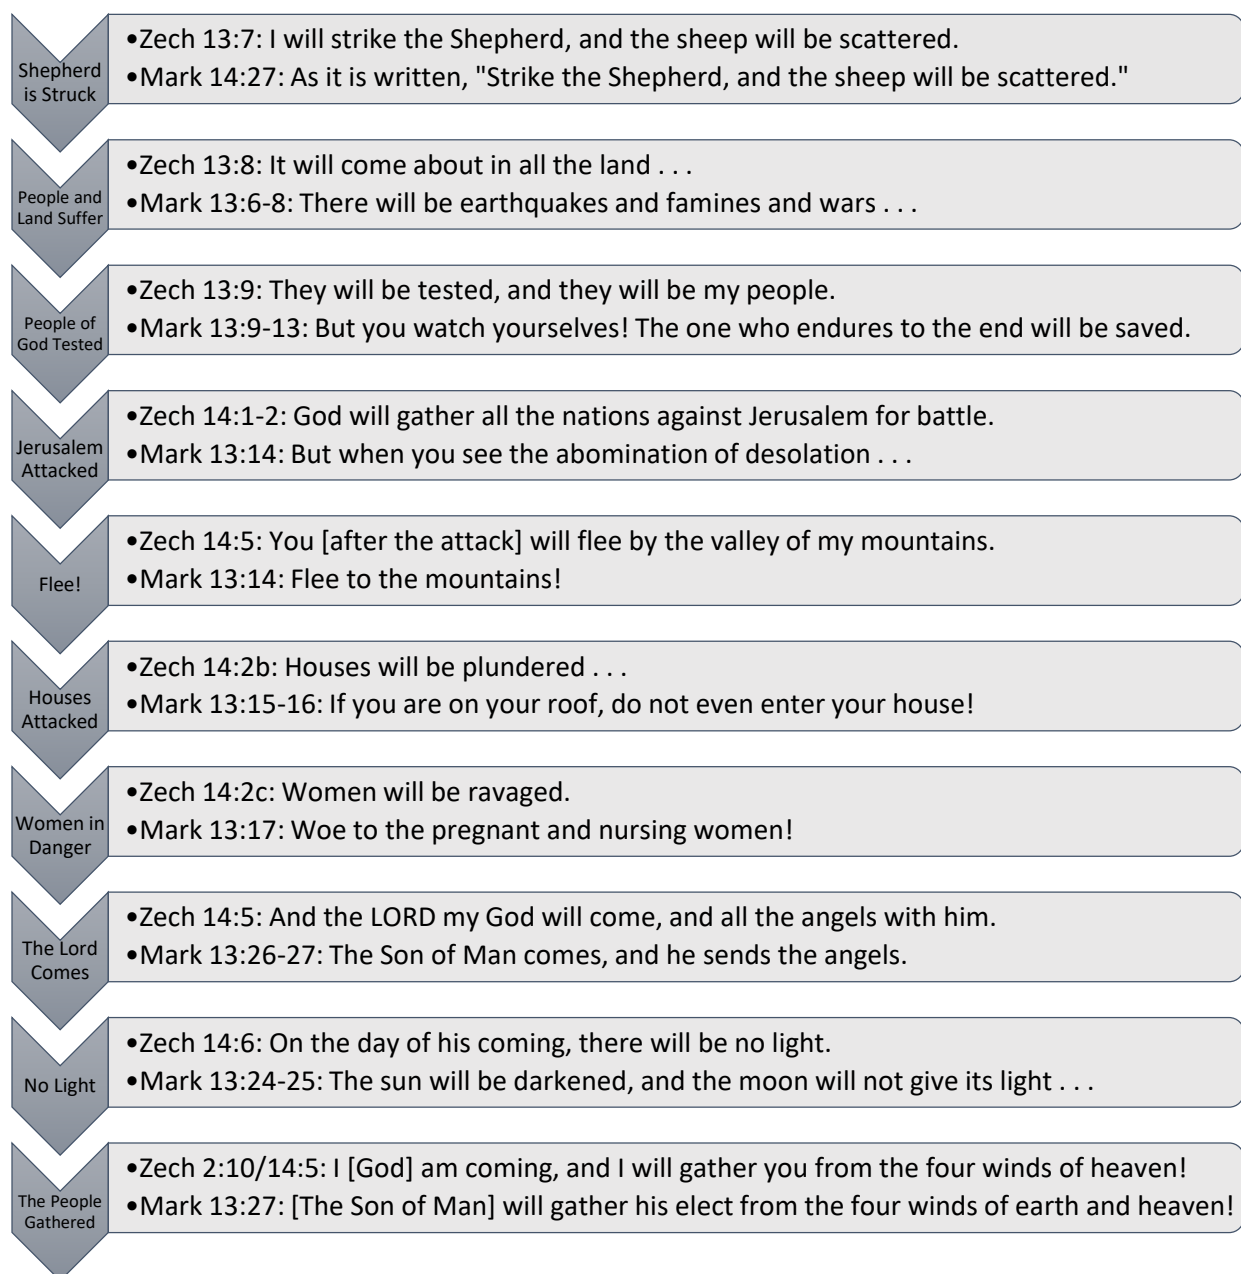 Shepherd
is Struck
•Zech 13:7: I will strike the Shepherd, and the sheep will be scattered.
•Mark 14:27: As it is written, "Strike the Shepherd, and the sheep will be scattered."
People and
Land Suffer
•Zech 13:8: It will come about in all the land . . .
•Mark 13:6-8: There will be earthquakes and famines and wars . . .
People of
God Tested
•Zech 13:9: They will be tested, and they will be my people.
•Mark 13:9-13: But you watch yourselves! The one who endures to the end will be saved.
Jerusalem
Attacked
•Zech 14:1-2: God will gather all the nations against Jerusalem for battle.
•Mark 13:14: But when you see the abomination of desolation . . .
Flee!
•Zech 14:5: You [after the attack] will flee by the valley of my mountains.
•Mark 13:14: Flee to the mountains!
Houses
Attacked
•Zech 14:2b: Houses will be plundered . . .
•Mark 13:15-16: If you are on your roof, do not even enter your house!
Women in
Danger
•Zech 14:2c: Women will be ravaged.
•Mark 13:17: Woe to the pregnant and nursing women!
The Lord
Comes
•Zech 14:5: And the LORD my God will come, and all the angels with him.
•Mark 13:26-27: The Son of Man comes, and he sends the angels.
No Light
•Zech 14:6: On the day of his coming, there will be no light.
•Mark 13:24-25: The sun will be darkened, and the moon will not give its light . . .
The People
Gathered
•Zech 2:10/14:5: I [God] am coming, and I will gather you from the four winds of heaven!
•Mark 13:27: [The Son of Man] will gather his elect from the four winds of earth and heaven!